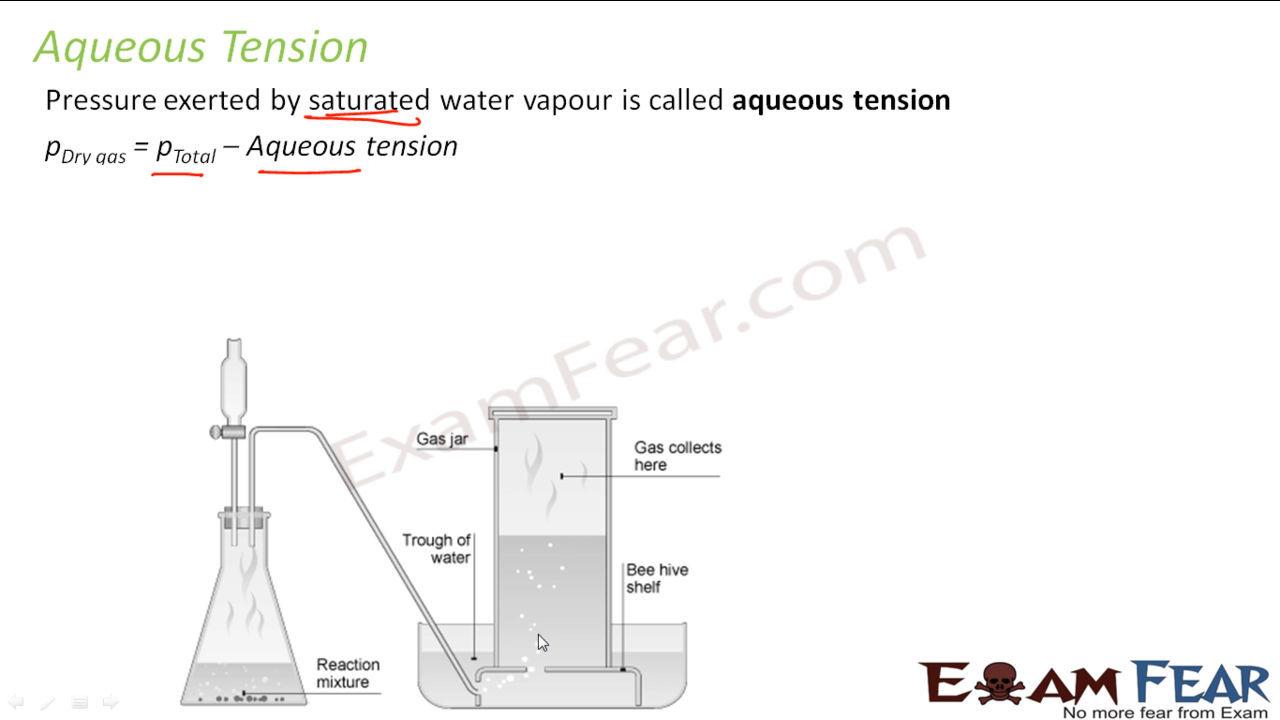 Aqueous Tension
Pressure exerted by saturated water vapour is called aqueous tension
pDry gas = pTotal – Aqueous tension
ExamFear.com
Gas jar
Gas collects
here
Trough of
water
Bee hive
shelf
Reaction
mixture
EXAM FEAR
No more fear from Exam